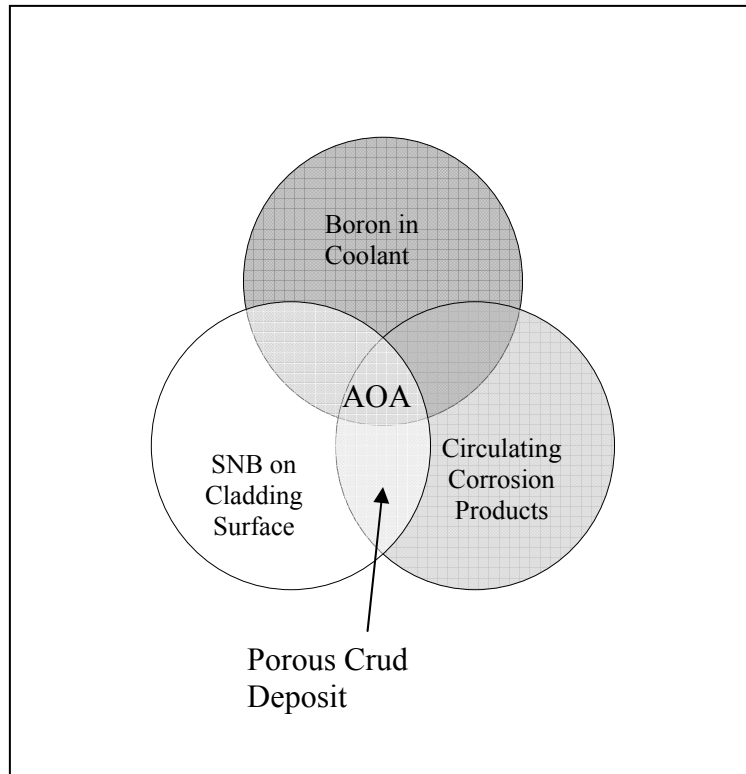 Boron in
Coolant
AOA
SNB on
Cladding
Surface
Circulating
Corrosion
Products
Porous Crud
Deposit